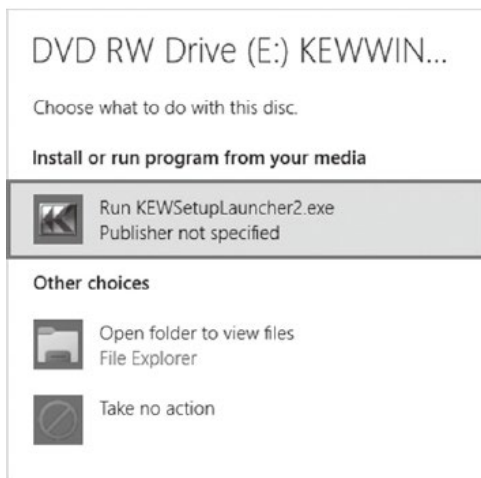 DVD RW Drive (E:) KEWWIN...
Choose what to do with this disc.
Install or run program from your media
Run KEWSetupLauncher2.exe
Publisher not specified
Other choices
Open folder to view files
File Explorer
Take no action